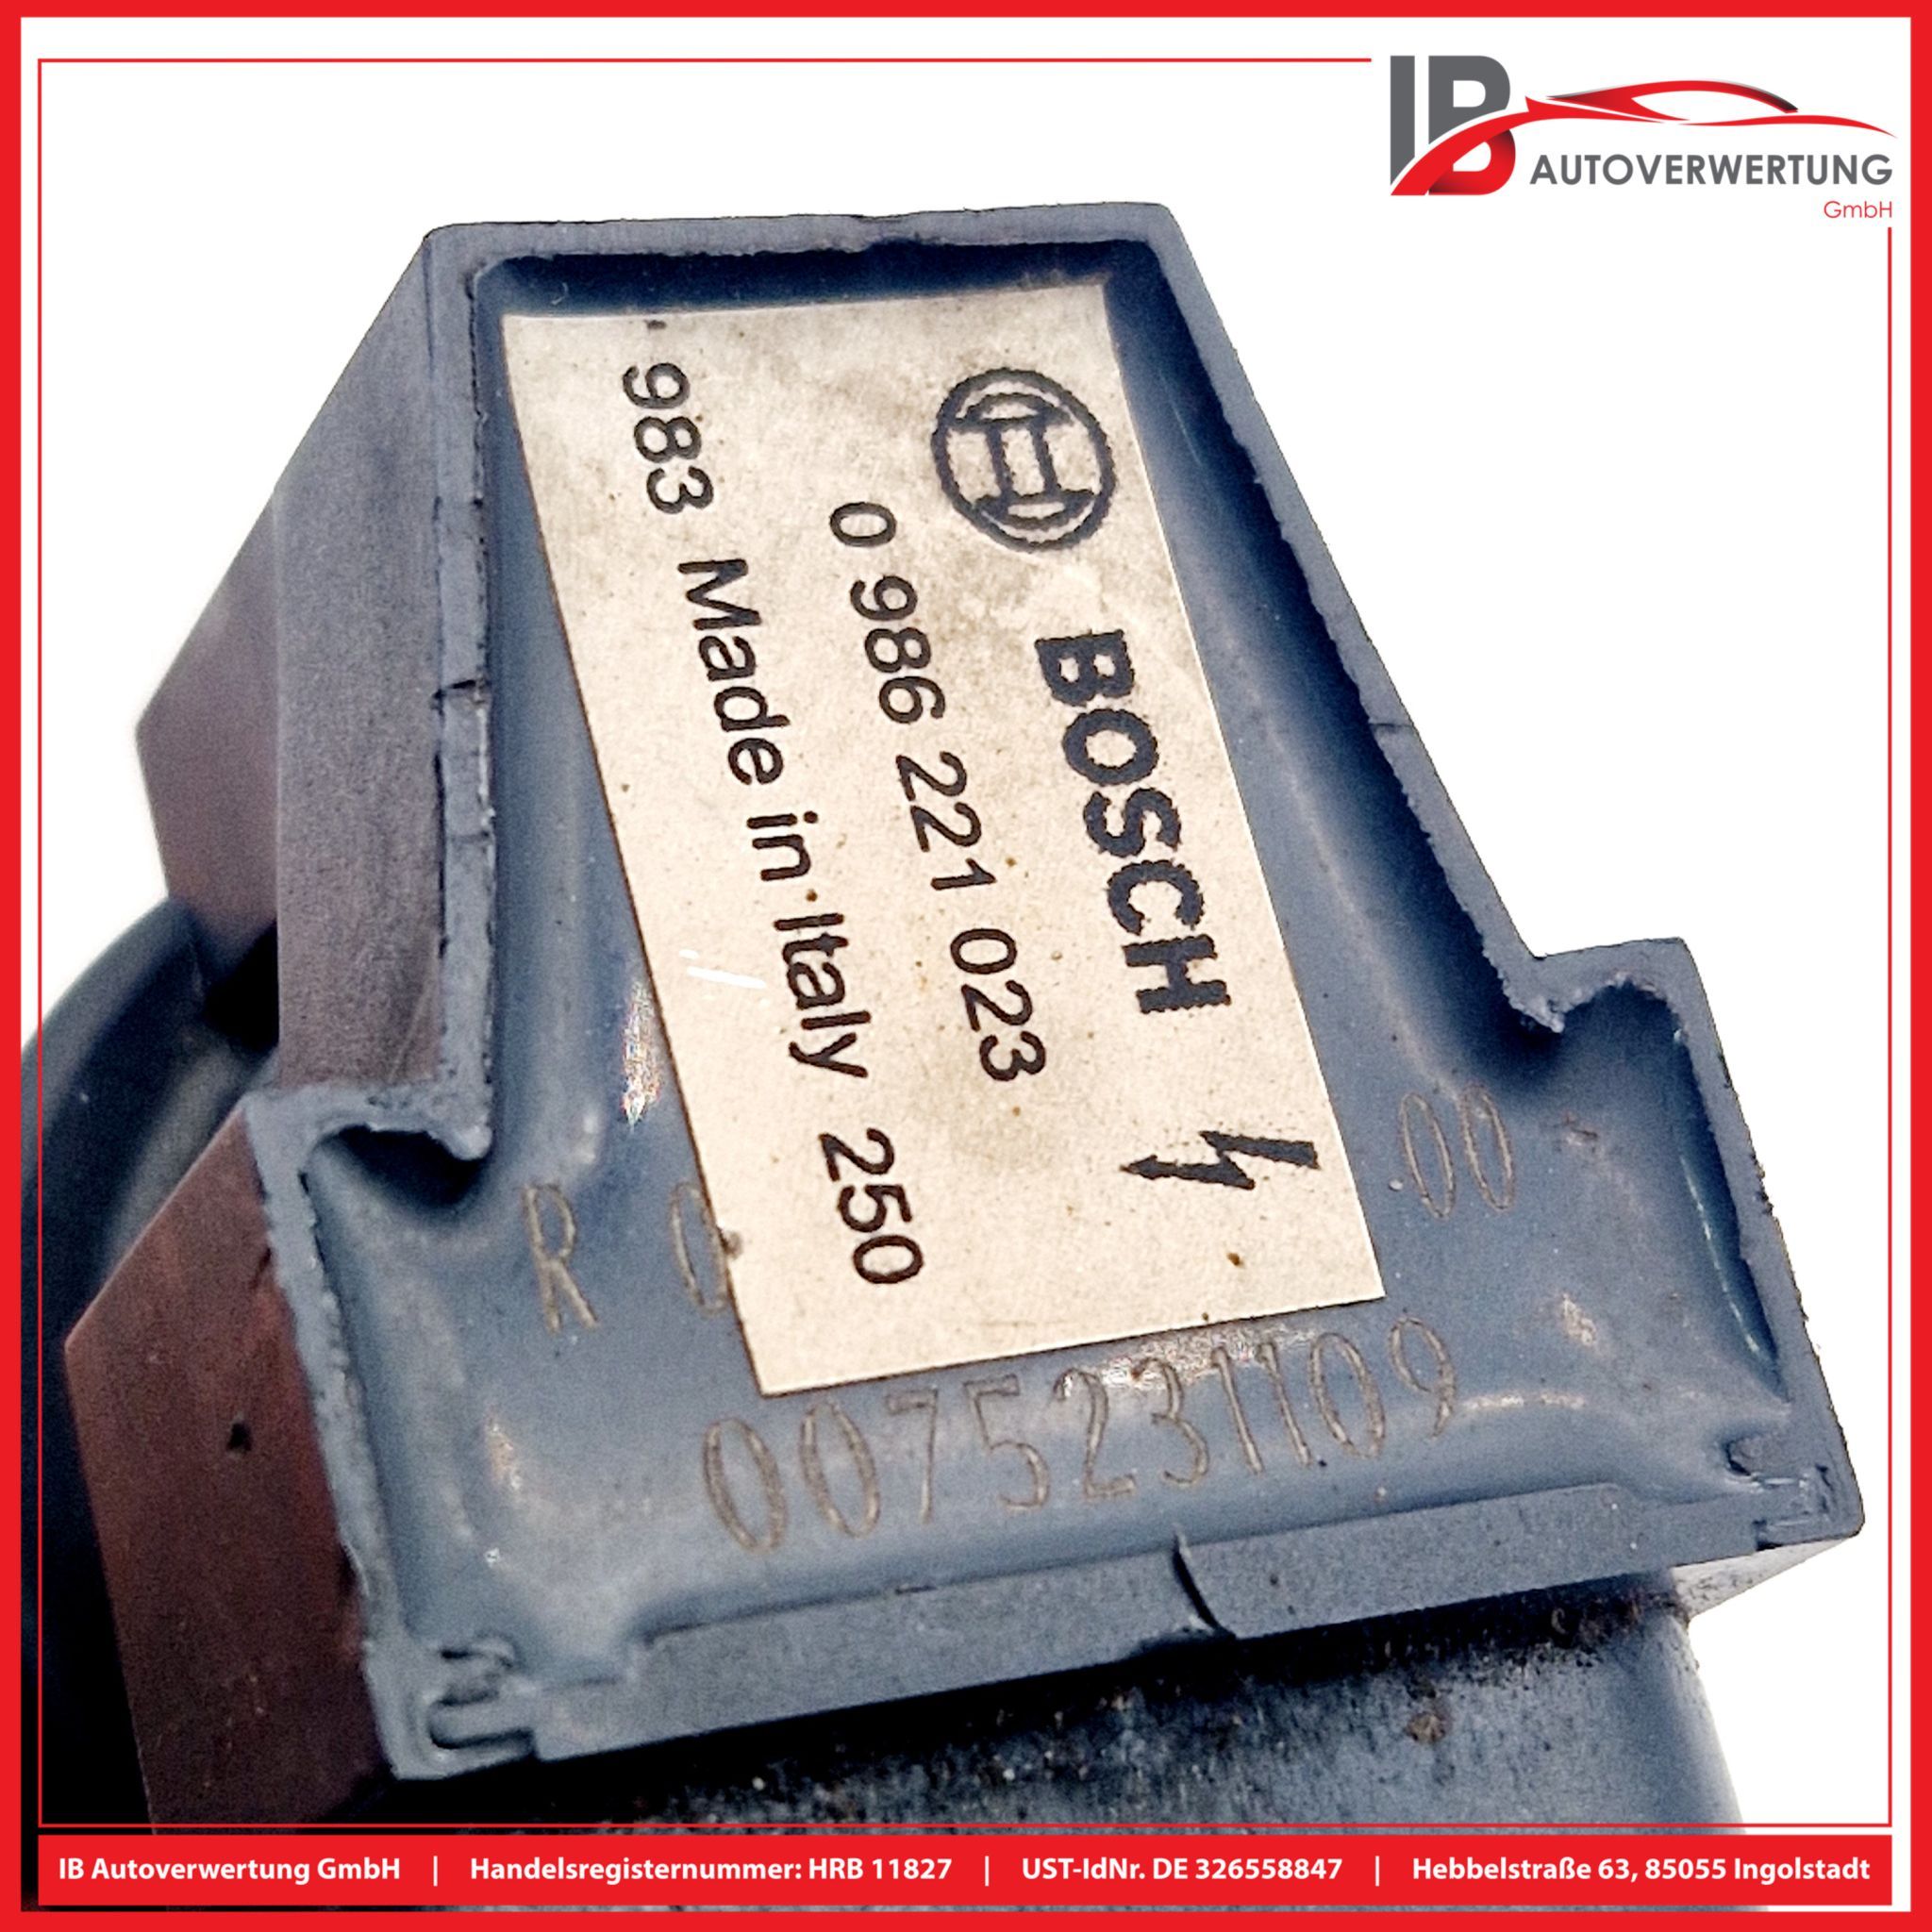 IB AUTOVERWERTUNG
GmbH
BOSCH
0 986 221 023
983 Made in Italy 250
R 0
00
0075231109
IB Autoverwertung GmbH | Handelsregisternummer: HRB 11827 | UST-IdNr. DE 326558847 | Hebbelstraße 63, 85055 Ingolstadt